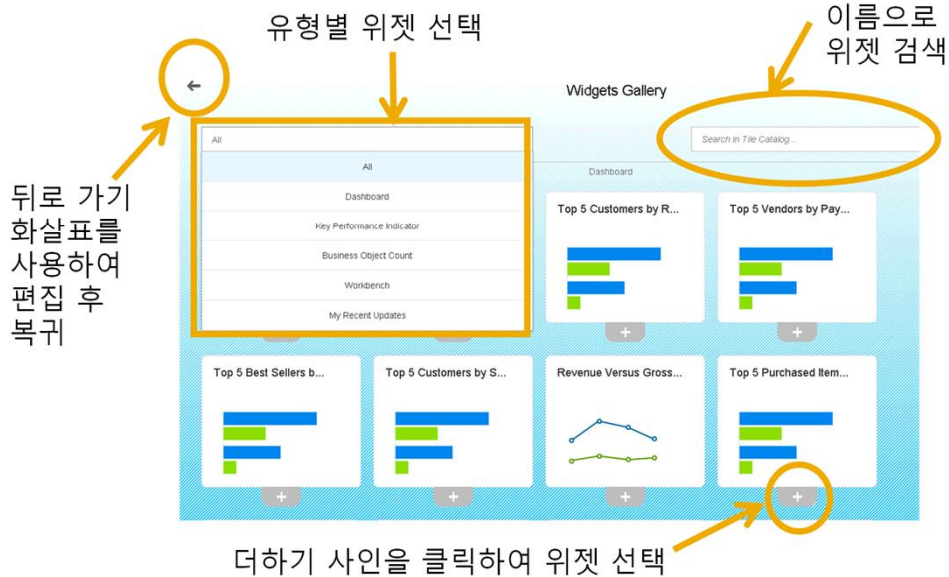 유형별 위젯 선택
이름으로
위젯 검색
←
Widgets Gallery
All
Search in Tile Catalog...
All
Dashboard
Key Performance Indicator
Business Object Count
Workbench
My Recent Updates
Dashboard
뒤로 가기
화살표를
사용하여
편집 후
복귀
Top 5 Customers by R...
Top 5 Vendors by Pay...
+
+
Top 5 Best Sellers b...
Top 5 Customers by S...
Revenue Versus Gross...
Top 5 Purchased Item...
+
+
+
+
더하기 사인을 클릭하여 위젯 선택